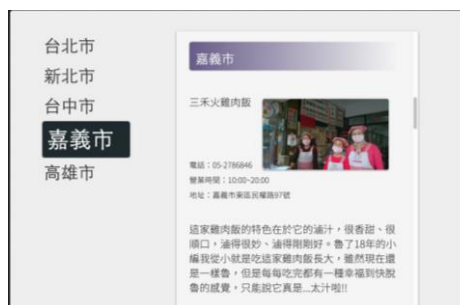 台北市
新北市
台中市
嘉義市
高雄市
嘉義市
三禾火雞肉飯
電話：05-2786846
營業時間：10:00~20:00
地址：嘉義市東區民權路97號
這家雞肉飯的特色在於它的滷汁，很香甜、很
順口，滷得很妙、滷得剛剛好。魯了18年的小
編我從小就是吃這家雞肉飯長大，雖然現在還
是一樣魯，但是每每吃完都有一種幸福到快脫
魯的感覺，只能說它真是...太汁啦!!